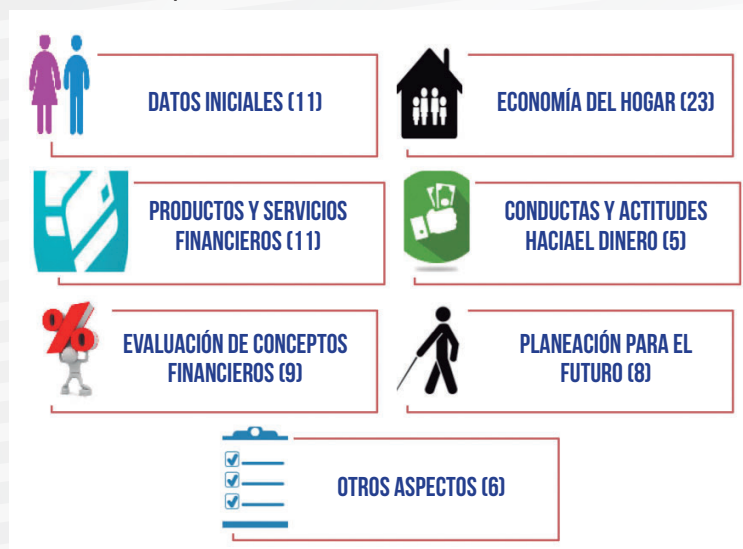 DATOS INICIALES (11)
ECONOMÍA DEL HOGAR (23)
PRODUCTOS Y SERVICIOS
FINANCIEROS (11)
CONDUCTAS Y ACTITUDES
HACIAEL DINERO (5)
%
EVALUACIÓN DE CONCEPTOS
FINANCIEROS (9)
PLANEACIÓN PARA EL
FUTURO (8)
OTROS ASPECTOS (6)